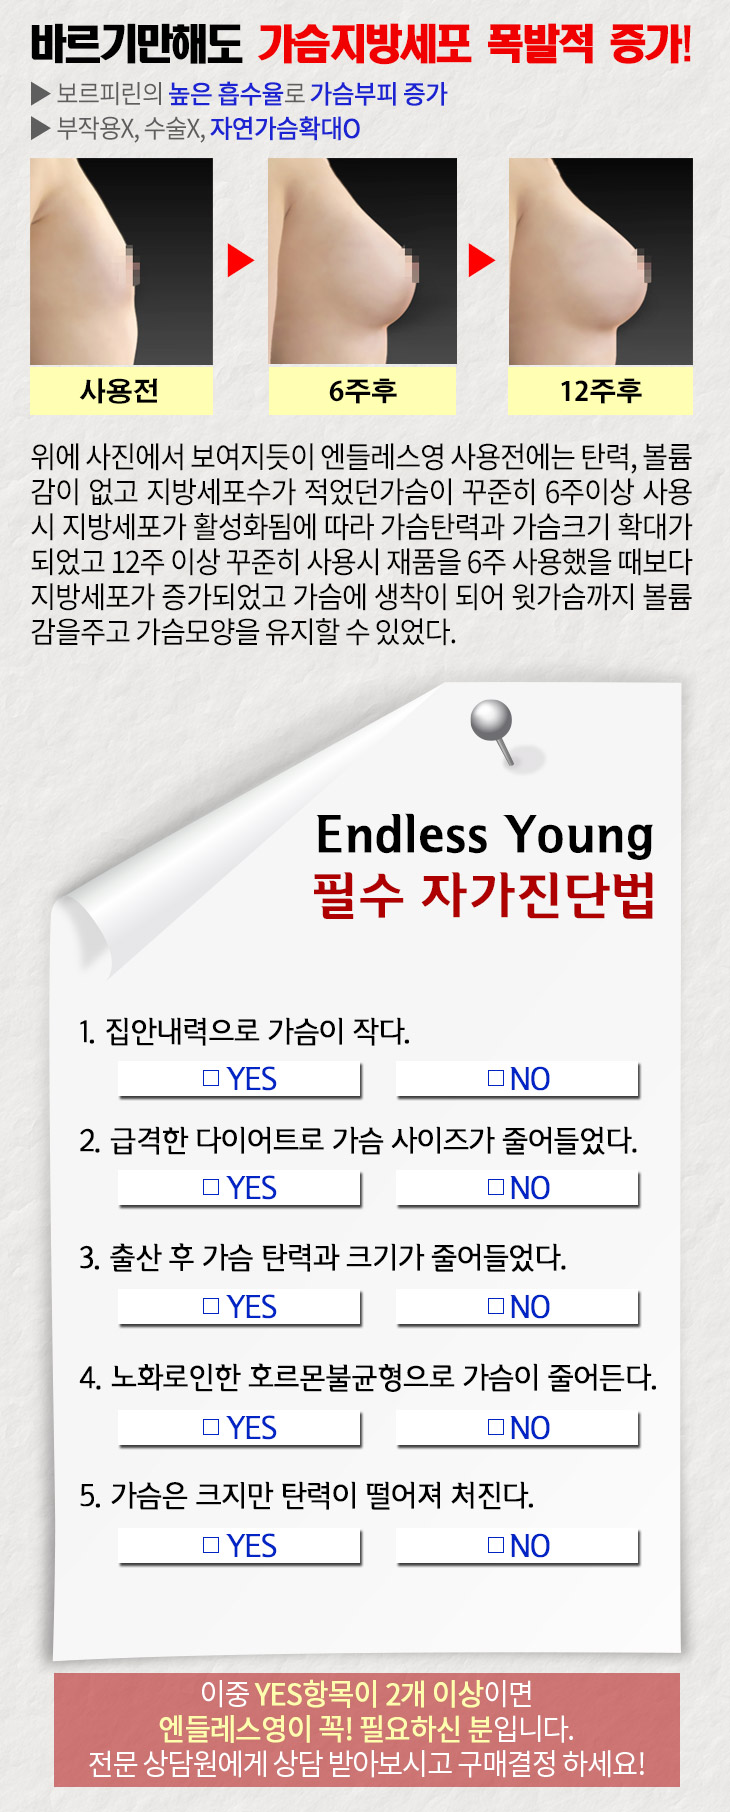 바르기만해도 가슴지방세포 폭발적 증가!
▶ 보르피린의 높은 흡수율로 가슴부피 증가
▶ 부작용X, 수술X, 자연가슴확대O
사용전
6주후
12주후
위에 사진에서 보여지듯이 엔들레스영 사용전에는 탄력, 볼륨
감이 없고 지방세포수가 적었던가슴이 꾸준히 6주이상 사용
시 지방세포가 활성화됨에 따라 가슴탄력과 가슴크기 확대가
되었고 12주 이상 꾸준히 사용시 재품을 6주 사용했을 때보다
지방세포가 증가되었고 가슴에 생착이 되어 윗가슴까지 볼륨
감을주고 가슴모양을 유지할 수 있었다.
Endless Young
필수 자가진단법
1. 집안내력으로 가슴이 작다.
□ YES □ NO
2. 급격한 다이어트로 가슴 사이즈가 줄어들었다.
□ YES □ NO
3. 출산 후 가슴 탄력과 크기가 줄어들었다.
□ YES □ NO
4. 노화로인한 호르몬불균형으로 가슴이 줄어든다.
□ YES □ NO
5. 가슴은 크지만 탄력이 떨어져 처진다.
□ YES □ NO
이중 YES항목이 2개 이상이면
엔들레스영이 꼭! 필요하신 분입니다.
전문 상담원에게 상담 받아보시고 구매결정 하세요!